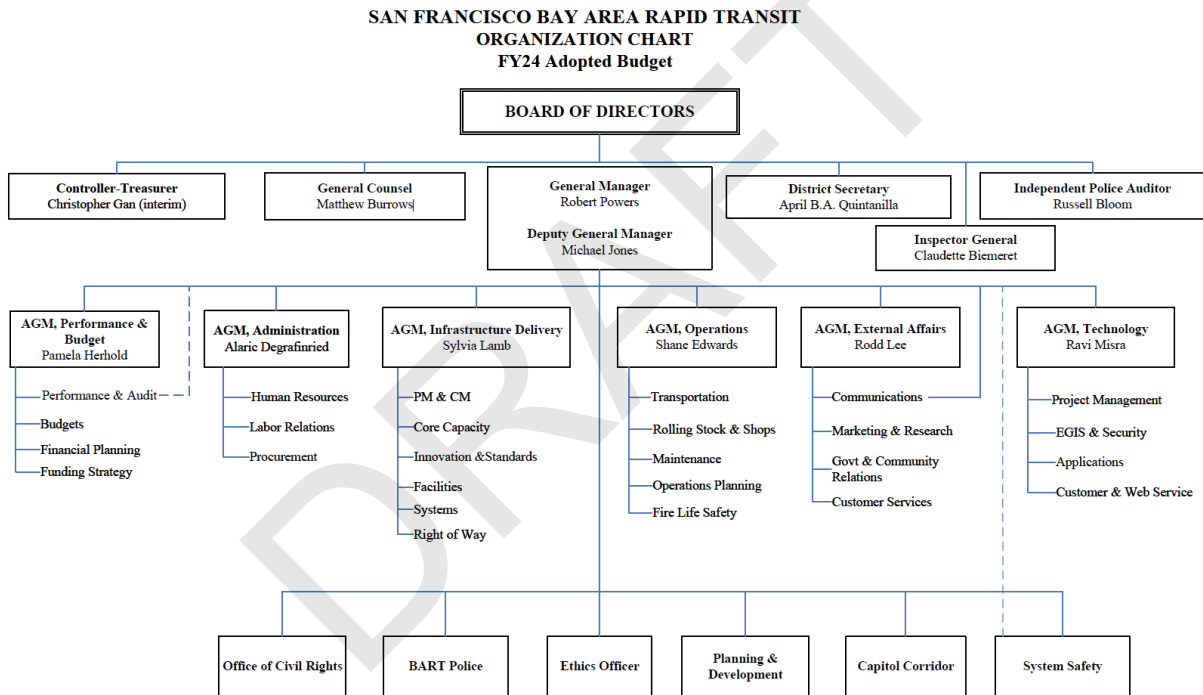 SAN FRANCISCO BAY AREA RAPID TRANSIT
ORGANIZATION CHART
FY24 Adopted Budget
DRAFT
BOARD OF DIRECTORS
Controller-Treasurer
Christopher Gan (interim)
General Counsel
Matthew Burrows
General Manager
Robert Powers
Deputy General Manager
Michael Jones
District Secretary
April B.A. Quintanilla
Independent Police Auditor
Russell Bloom
Inspector General
Claudette Biemeret
AGM, Performance &
Budget
Pamela Herhold
Performance & Audit
Budgets
Financial Planning
Funding Strategy
AGM, Administration
Alaric Degrafinried
Human Resources
Labor Relations
Procurement
AGM, Infrastructure Delivery
Sylvia Lamb
PM & CM
Core Capacity
Innovation &Standards
Facilities
Systems
Right of Way
AGM, Operations
Shane Edwards
Transportation
Rolling Stock & Shops
Maintenance
Operations Planning
Fire Life Safety
AGM, External Affairs
Rodd Lee
Communications
Marketing & Research
Govt & Community
Relations
Customer Services
AGM, Technology
Ravi Misra
Project Management
EGIS & Security
Applications
Customer & Web Service
Office of Civil Rights
BART Police
Ethics Officer
Planning &
Development
Capitol Corridor
System Safety